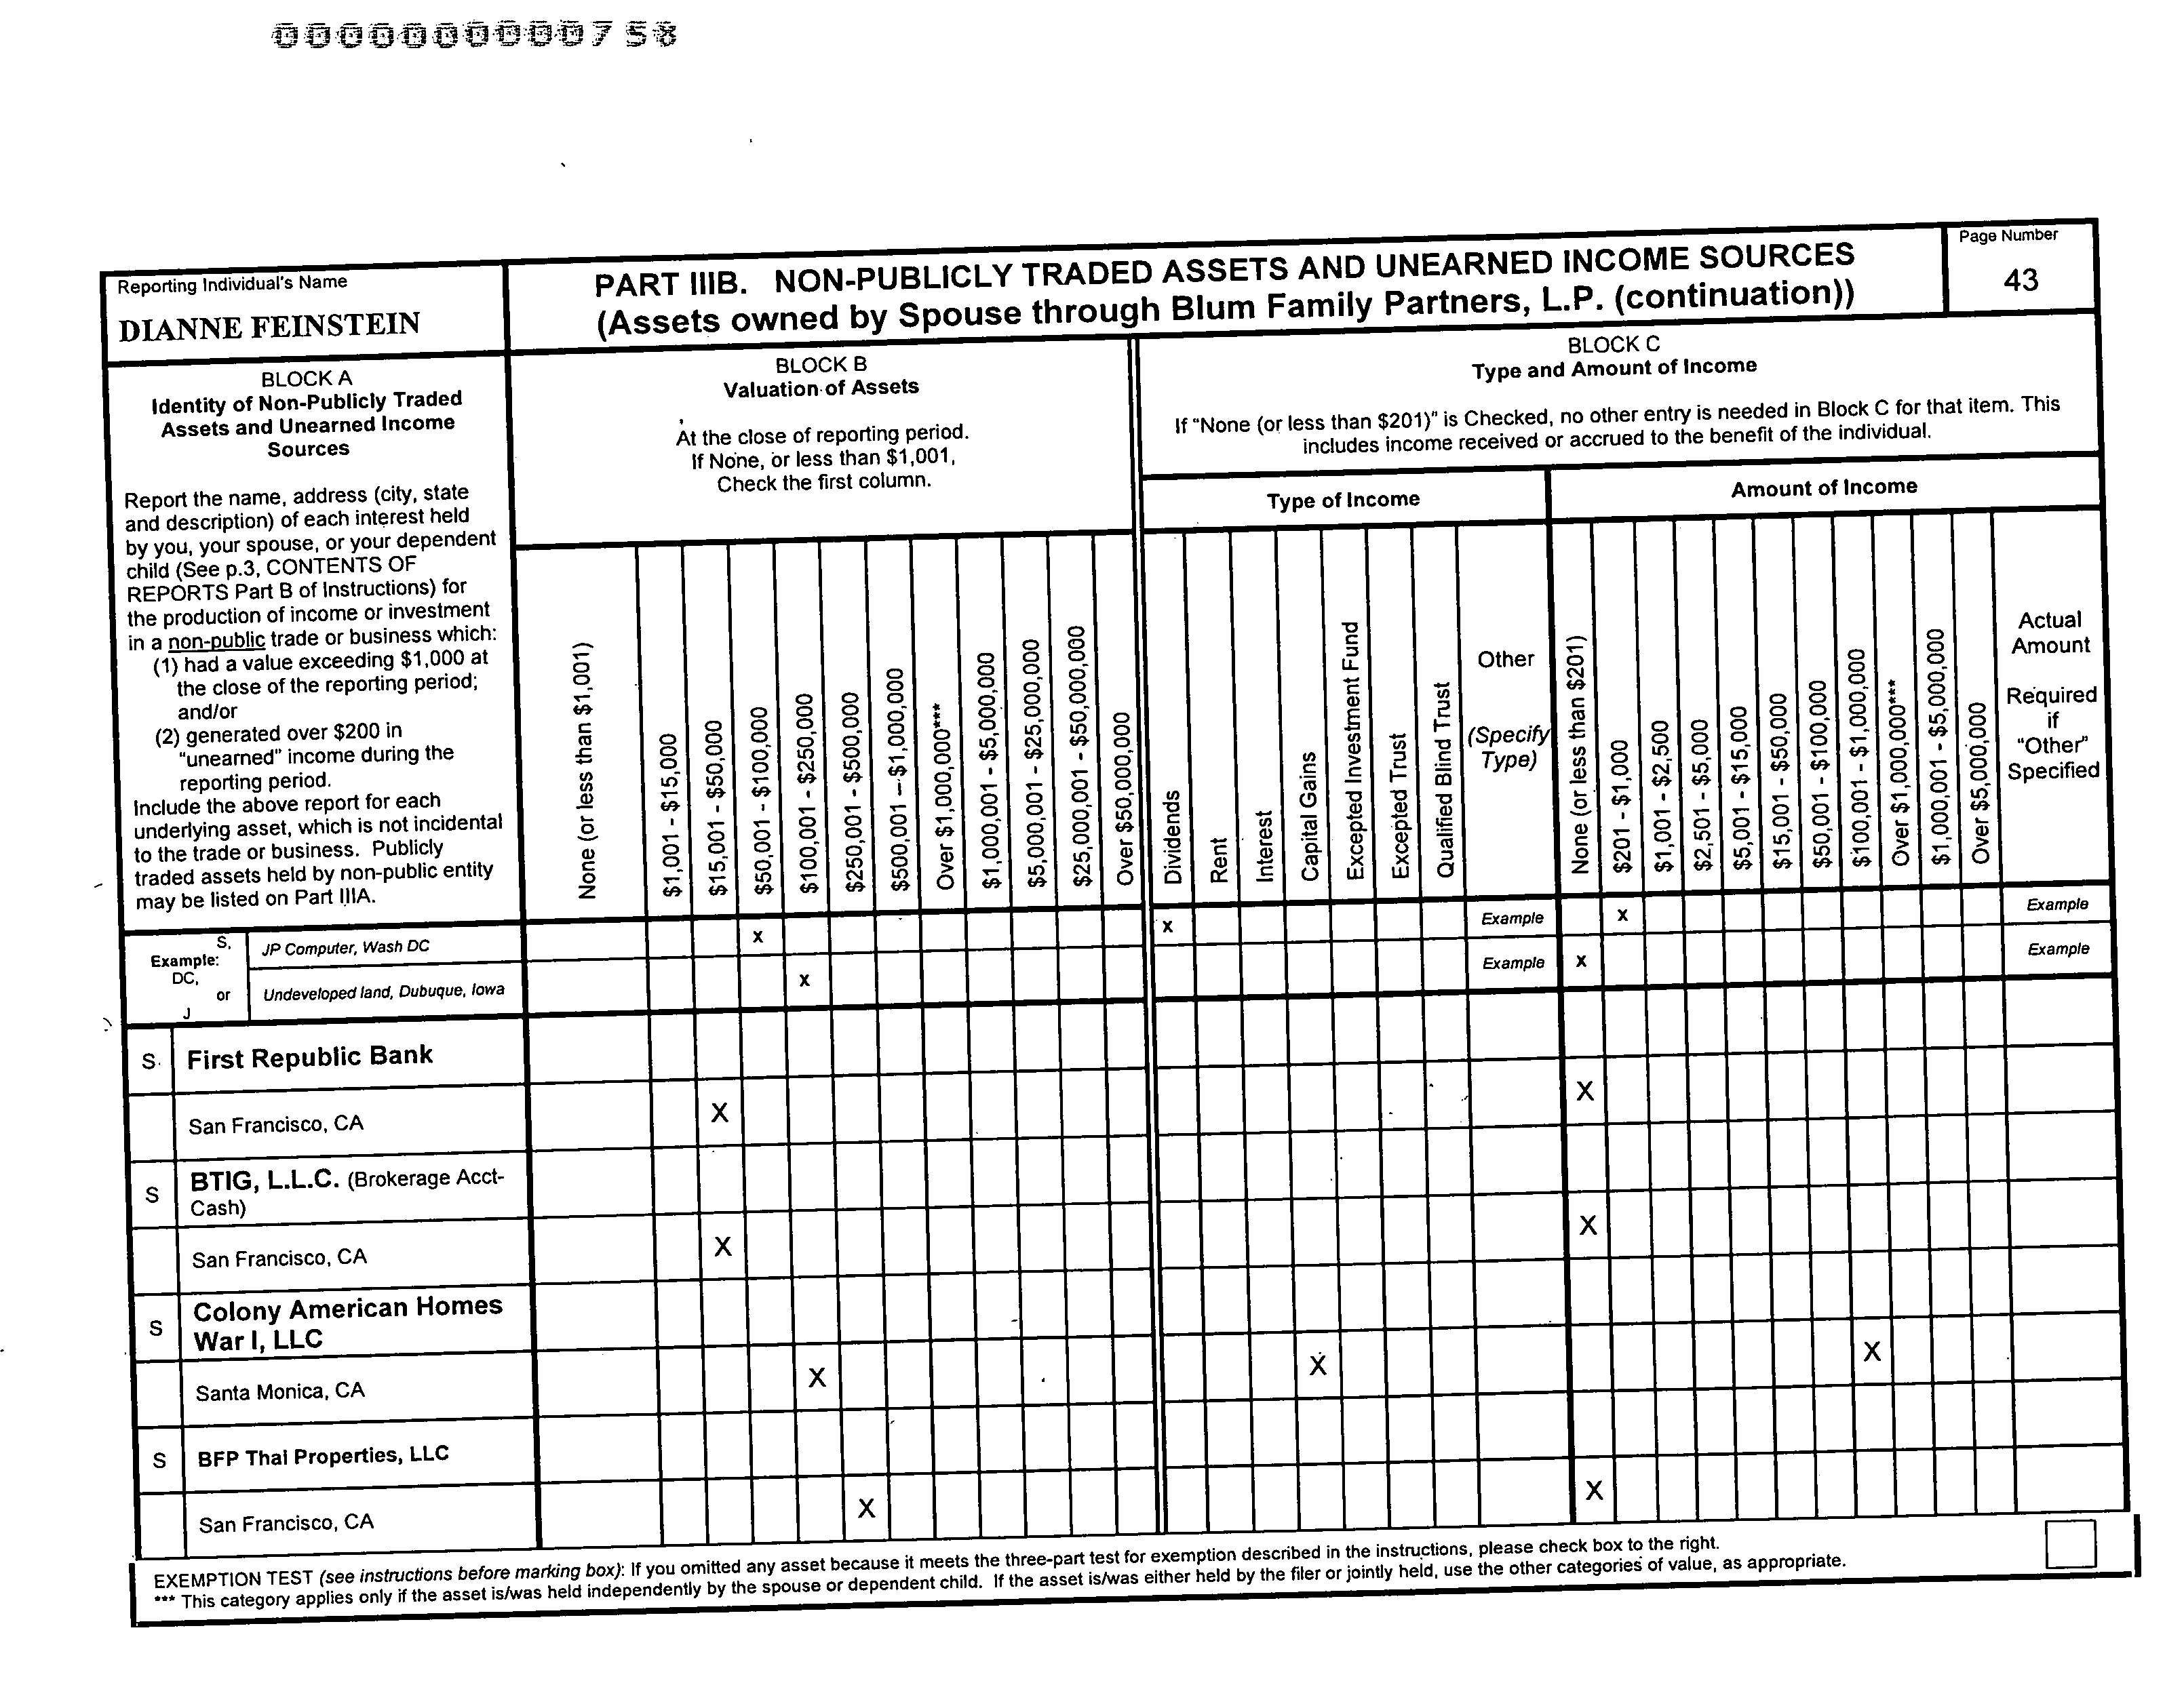 000000000758
Reporting Individual's Name
DIANNE FEINSTEIN
PART IIIB. NON-PUBLICLY TRADED ASSETS AND UNEARNED INCOME SOURCES
(Assets owned by Spouse through Blum Family Partners, L.P. (continuation))
Page Number
43
BLOCK A
Identity of Non-Publicly Traded
Assets and Unearned Income
Sources
Report the name, address (city, state
and description) of each interest held
by you, your spouse, or your dependent
child (See p.3, CONTENTS OF
REPORTS Part B of Instructions) for
the production of income or investment
in a non-public trade or business which:
(1) had a value exceeding $1,000 at
the close of the reporting period;
and/or
(2) generated over $200 in
"unearned" income during the
reporting period.
Include the above report for each
underlying asset, which is not incidental
to the trade or business. Publicly
traded assets held by non-public entity
may be listed on Part IIIA.
BLOCK B
Valuation of Assets
At the close of reporting period.
If None, or less than $1,001,
Check the first column.
None (or less than $1,001)
$1,001 - $15,000
$15,001 - $50,000
$50,001 - $100,000
$100,001 - $250,000
$250,001 - $500,000
$500,001 - $1,000,000
Over $1,000,000***
$1,000,001 - $5,000,000
$5,000,001 - $25,000,000
$25,000,001 - $50,000,000
Over $50,000,000
BLOCK C
Type and Amount of Income
If "None (or less than $201)" is Checked, no other entry is needed in Block C for that item. This
includes income received or accrued to the benefit of the individual.
Type of Income
Dividends
Rent
Interest
Capital Gains
Excepted Investment Fund
Excepted Trust
Qualified Blind Trust
Other
(Specify
Type)
Amount of Income
None (or less than $201)
$201 - $1,000
$1,001 - $2,500
$2,501 - $5,000
$5,001 - $15,000
$15,001 - $50,000
$50,001 - $100,000
$100,001 - $1,000,000
Over $1,000,000***
$1,000,001 - $5,000,000
Over $5,000,000
Actual
Amount
Required
if
"Other"
Specified
Example:
S,
DC,
or
J
JP Computer, Wash DC x x Example x Example
Undeveloped land, Dubuque, Iowa x Example x Example
S First Republic Bank
San Francisco, CA X X
S BTIG, L.L.C. (Brokerage Acct-
Cash)
San Francisco, CA X X
S Colony American Homes
War I, LLC
Santa Monica, CA X X X
S BFP Thai Properties, LLC
San Francisco, CA X X
EXEMPTION TEST (see instructions before marking box): If you omitted any asset because it meets the three-part test for exemption described in the instructions, please check box to the right.
*** This category applies only if the asset is/was held independently by the spouse or dependent child. If the asset is/was either held by the filer or jointly held, use the other categories of value, as appropriate.